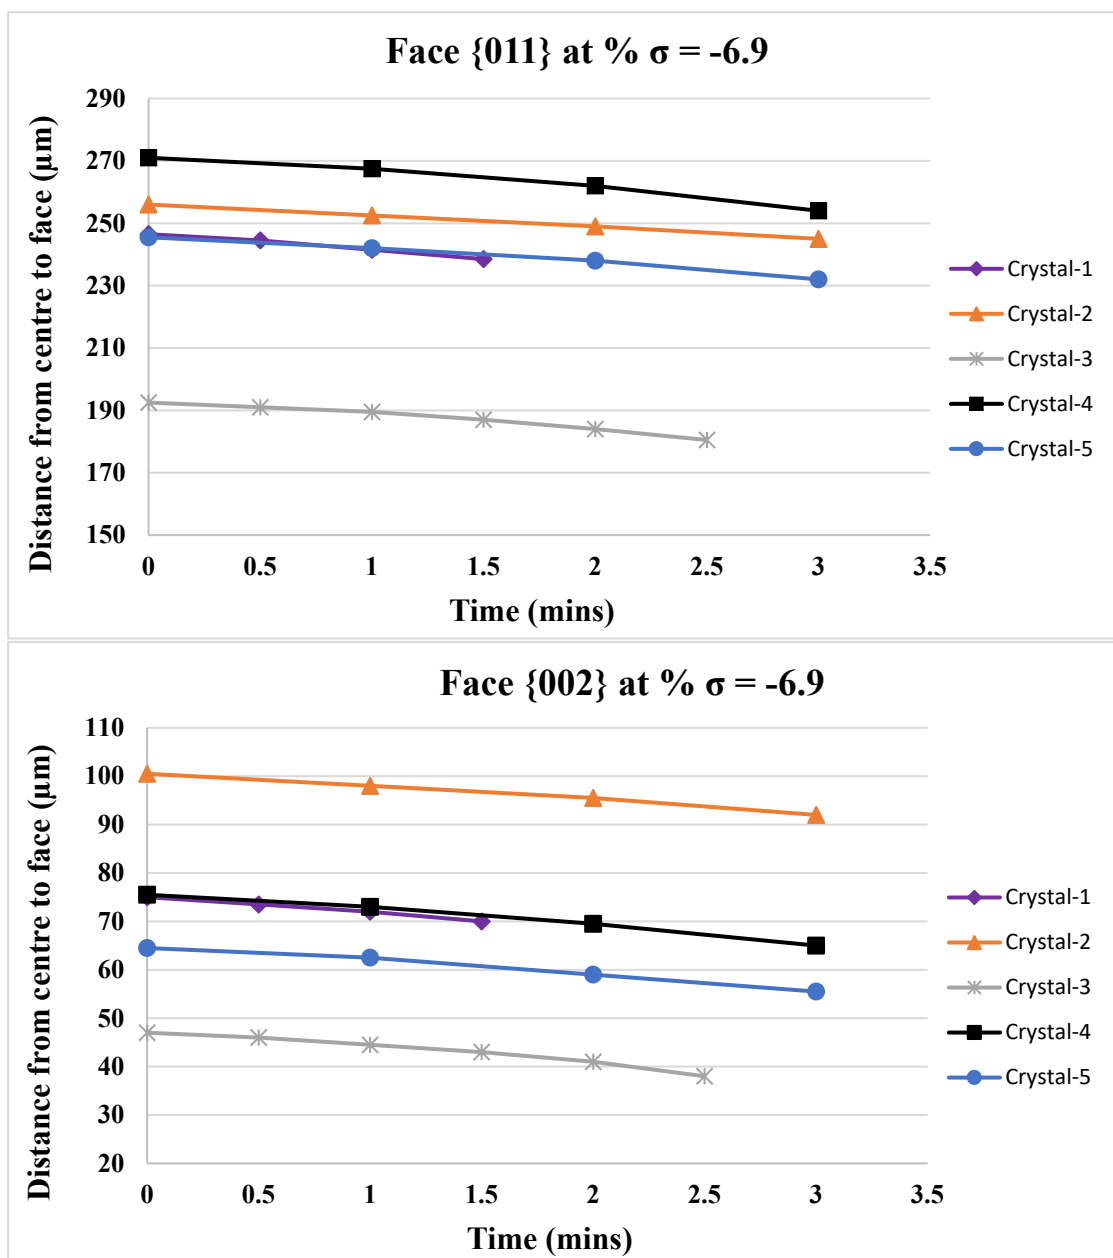 Face {011} at % σ = -6.9
Distance from centre to face (µm)
290
270
250
230
210
190
170
150
0 0.5 1 1.5 2 2.5 3 3.5
Time (mins)
Crystal-1
Crystal-2
Crystal-3
Crystal-4
Crystal-5
Face {002} at % σ = -6.9
Distance from centre to face (µm)
110
100
90
80
70
60
50
40
30
20
0 0.5 1 1.5 2 2.5 3 3.5
Time (mins)
Crystal-1
Crystal-2
Crystal-3
Crystal-4
Crystal-5